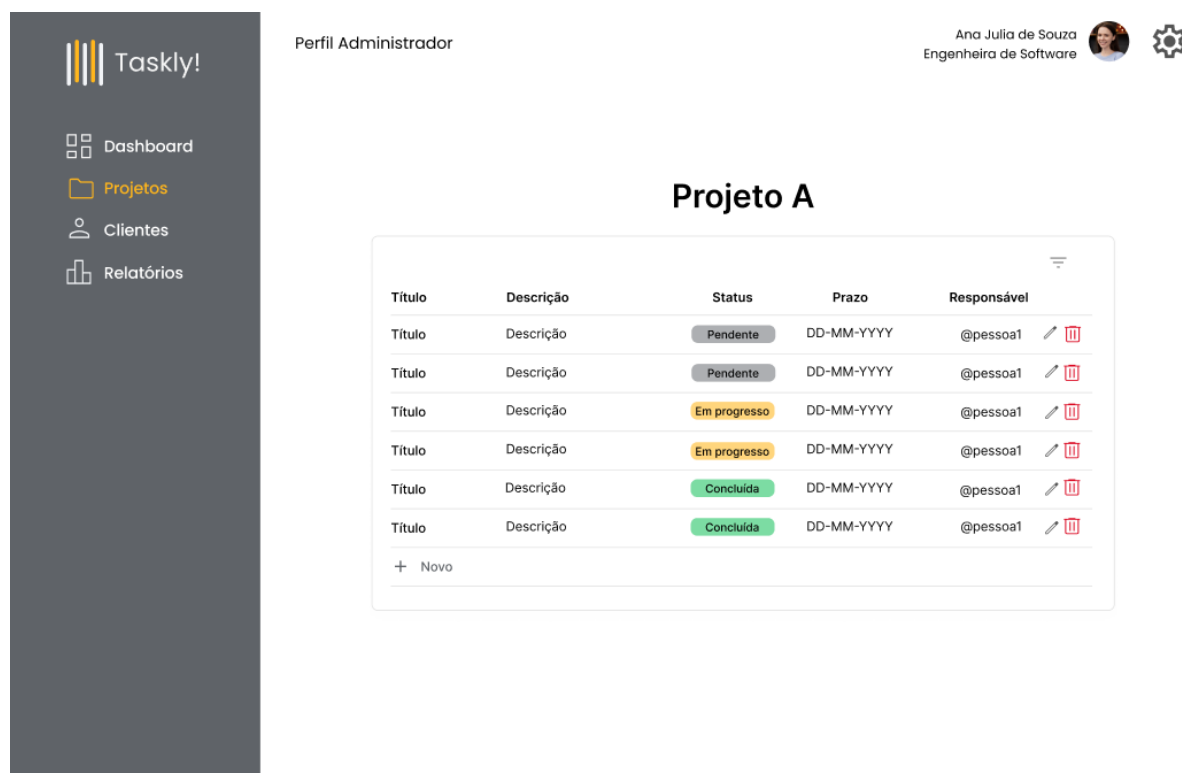 Taskly!
Perfil Administrador
Ana Julia de Souza
Engenheira de Software
Dashboard
Projetos
Clientes
Relatórios
Projeto A
Título Descrição Status Prazo Responsável
Título Descrição Pendente DD-MM-YYYY @pessoa1
Título Descrição Pendente DD-MM-YYYY @pessoa1
Título Descrição Em progresso DD-MM-YYYY @pessoa1
Título Descrição Em progresso DD-MM-YYYY @pessoa1
Título Descrição Concluída DD-MM-YYYY @pessoa1
Título Descrição Concluída DD-MM-YYYY @pessoa1
+ Novo